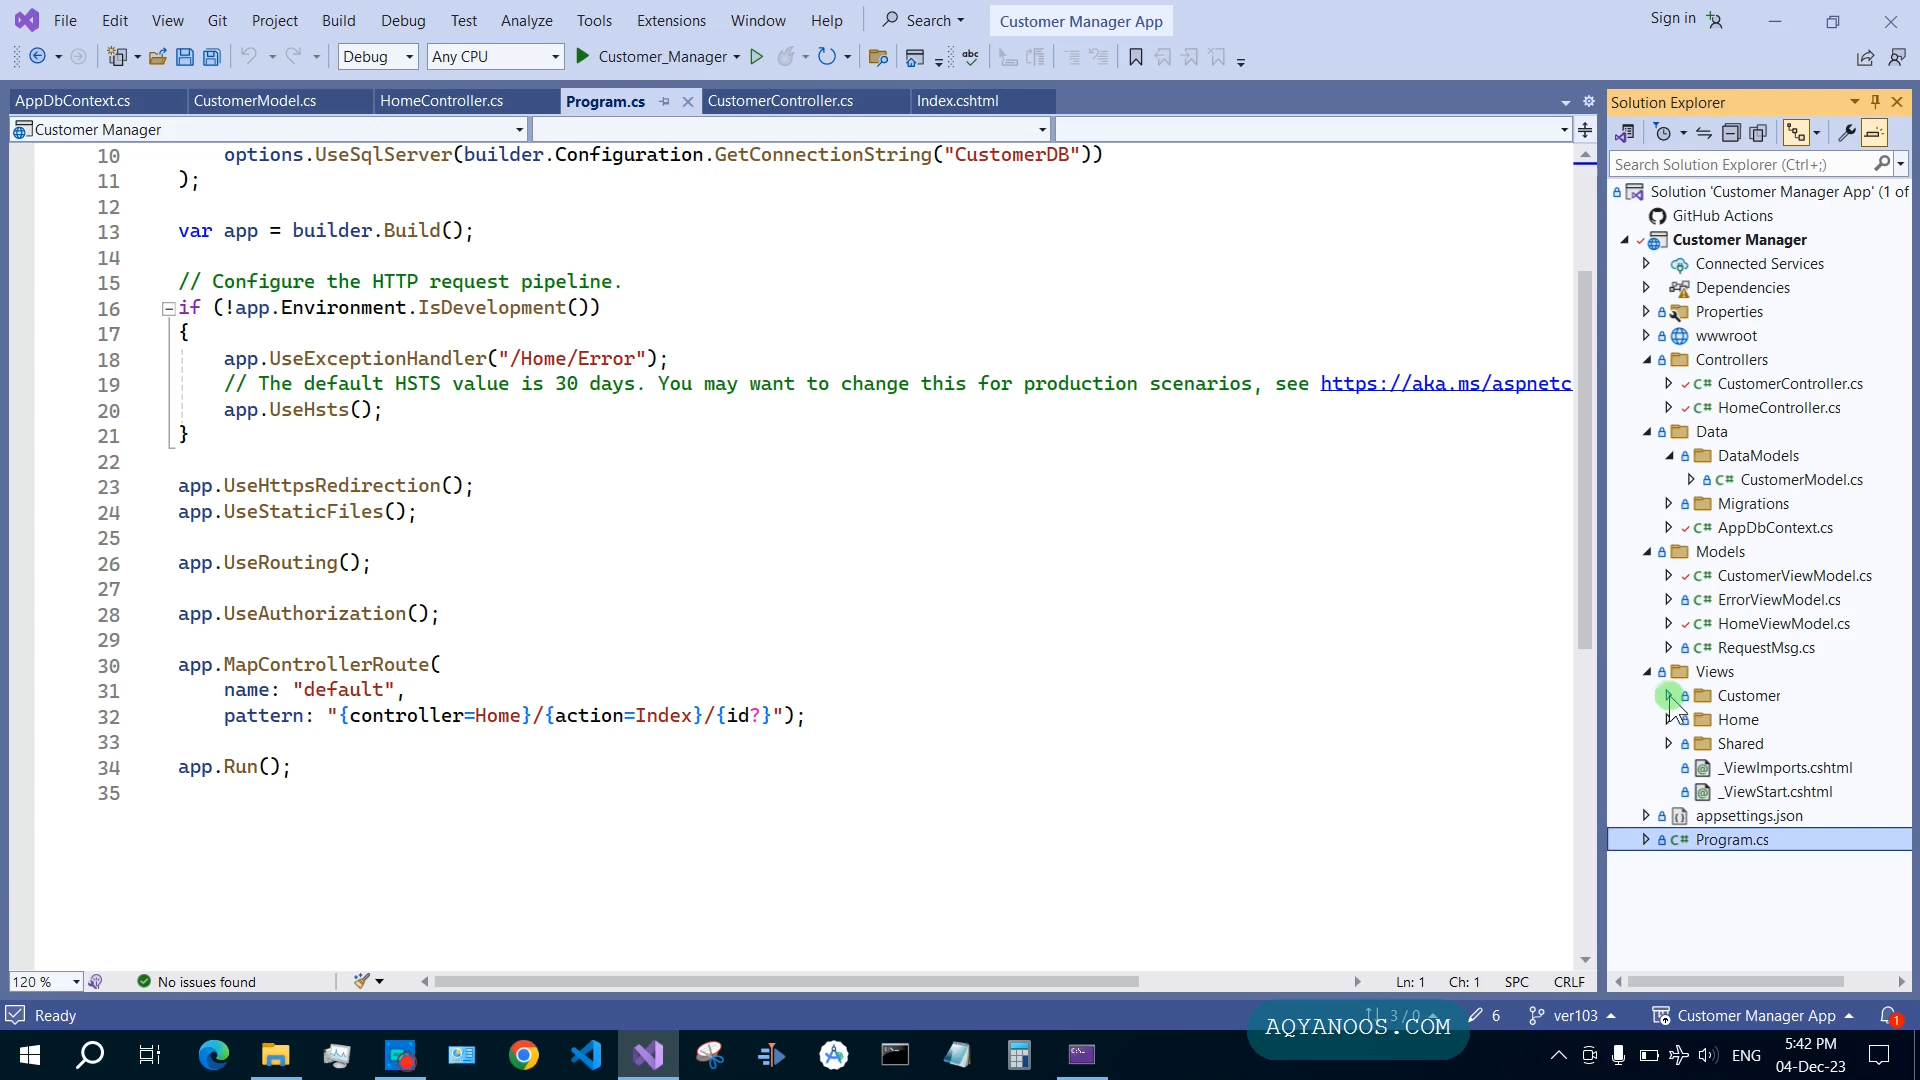 File Edit View Git Project Build Debug Test Analyze Tools Extensions Window Help Search Customer Manager App Sign in
Debug Any CPU Customer_Manager
AppDbContext.cs CustomerModel.cs HomeController.cs Program.cs CustomerController.cs Index.cshtml
Customer Manager
10 options.UseSqlServer(builder.Configuration.GetConnectionString("CustomerDB"))
11 );
12
13 var app = builder.Build();
14
15 // Configure the HTTP request pipeline.
16 if (!app.Environment.IsDevelopment())
17 {
18 app.UseExceptionHandler("/Home/Error");
19 // The default HSTS value is 30 days. You may want to change this for production scenarios, see https://aka.ms/aspnetc
20 app.UseHsts();
21 }
22
23 app.UseHttpsRedirection();
24 app.UseStaticFiles();
25
26 app.UseRouting();
27
28 app.UseAuthorization();
29
30 app.MapControllerRoute(
31 name: "default",
32 pattern: "{controller=Home}/{action=Index}/{id?}");
33
34 app.Run();
35
120 % No issues found Ln: 1 Ch: 1 SPC CRLF
Solution Explorer
Search Solution Explorer (Ctrl+;)
Solution 'Customer Manager App' (1 of
GitHub Actions
Customer Manager
Connected Services
Dependencies
Properties
wwwroot
Controllers
C# CustomerController.cs
C# HomeController.cs
Data
DataModels
C# CustomerModel.cs
Migrations
C# AppDbContext.cs
Models
C# CustomerViewModel.cs
C# ErrorViewModel.cs
C# HomeViewModel.cs
C# RequestMsg.cs
Views
Customer
Home
Shared
_ViewImports.cshtml
_ViewStart.cshtml
appsettings.json
C# Program.cs
Ready 3 / 0 6 ver103 Customer Manager App 1
AQYANOOS.COM
ENG 5:42 PM
04-Dec-23